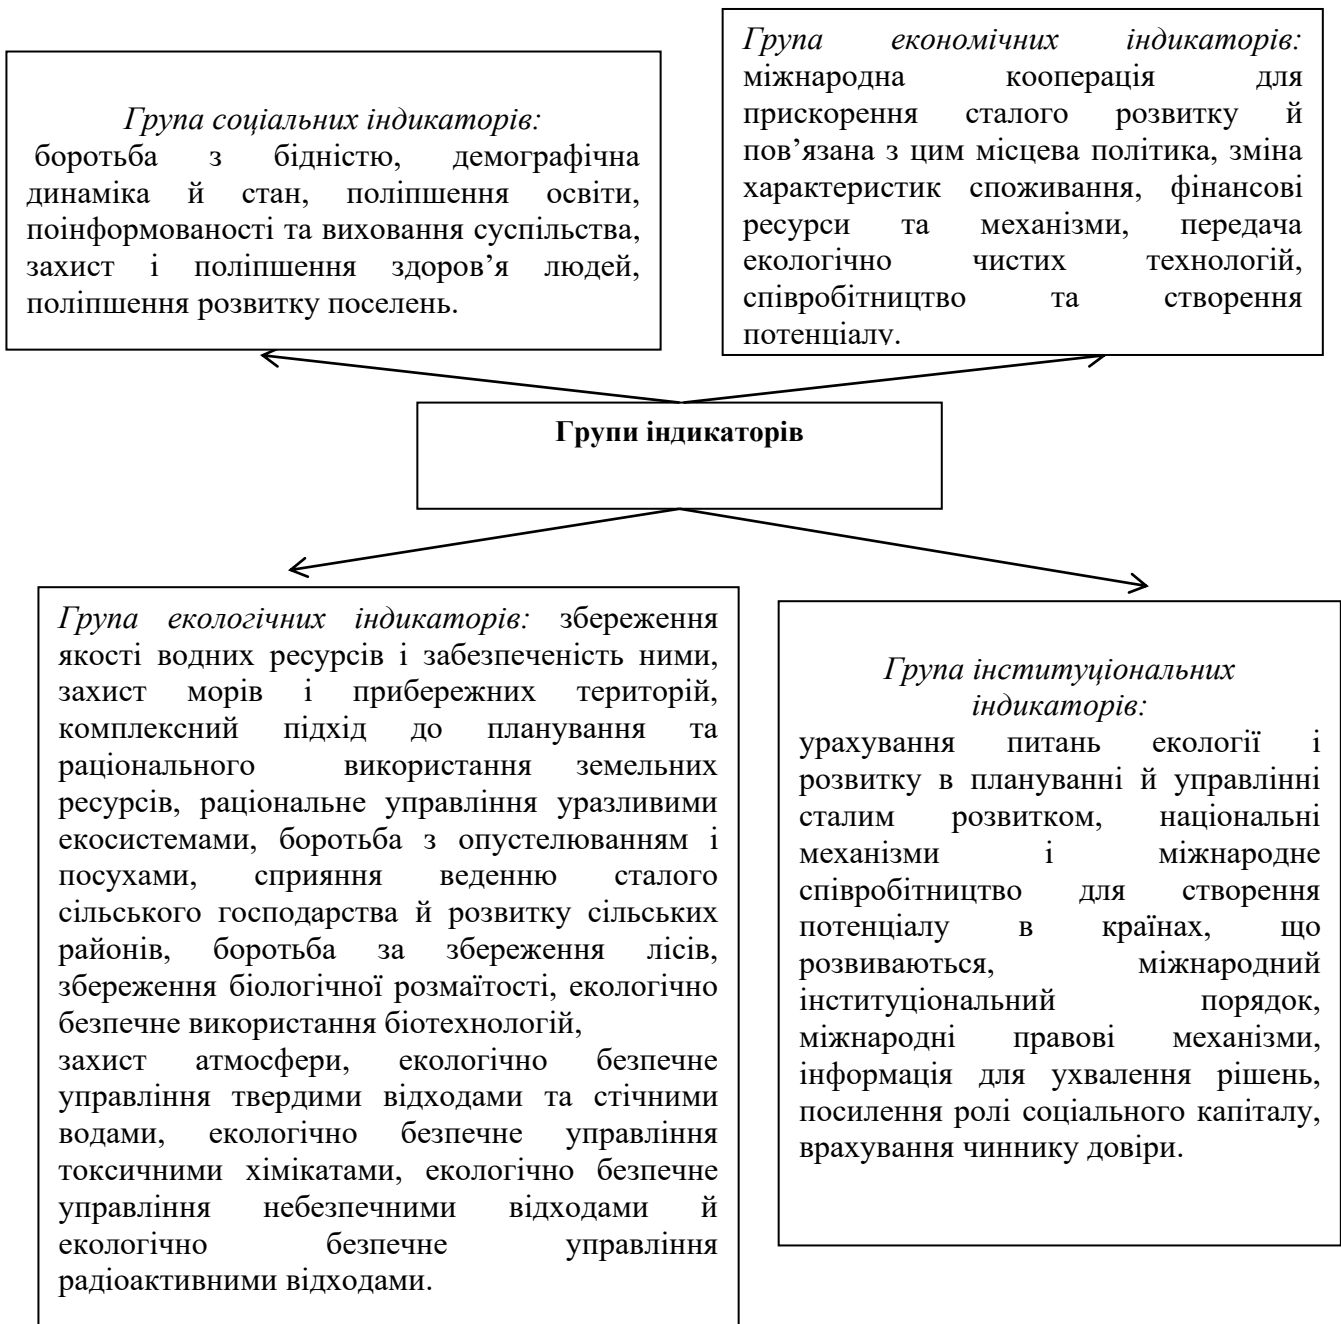 Група соціальних індикаторів:
боротьба з бідністю, демографічна
динаміка й стан, поліпшення освіти,
поінформованості та виховання суспільства,
захист і поліпшення здоров’я людей,
поліпшення розвитку поселень.
Група економічних індикаторів:
міжнародна кооперація для
прискорення сталого розвитку й
пов’язана з цим місцева політика, зміна
характеристик споживання, фінансові
ресурси та механізми, передача
екологічно чистих технологій,
співробітництво та створення
потенціалу.
Групи індикаторів
Група екологічних індикаторів: збереження
якості водних ресурсів і забезпеченість ними,
захист морів і прибережних територій,
комплексний підхід до планування та
раціонального використання земельних
ресурсів, раціональне управління уразливими
екосистемами, боротьба з опустелюванням і
посухами, сприяння веденню сталого
сільського господарства й розвитку сільських
районів, боротьба за збереження лісів,
збереження біологічної розмаїтості, екологічно
безпечне використання біотехнологій,
захист атмосфери, екологічно безпечне
управління твердими відходами та стічними
водами, екологічно безпечне управління
токсичними хімікатами, екологічно безпечне
управління небезпечними відходами й
екологічно безпечне управління
радіоактивними відходами.
Група інституціональних
індикаторів:
урахування питань екології і
розвитку в плануванні й управлінні
сталим розвитком, національні
механізми і міжнародне
співробітництво для створення
потенціалу в країнах, що
розвиваються, міжнародний
інституціональний порядок,
міжнародні правові механізми,
інформація для ухвалення рішень,
посилення ролі соціального капіталу,
врахування чиннику довіри.